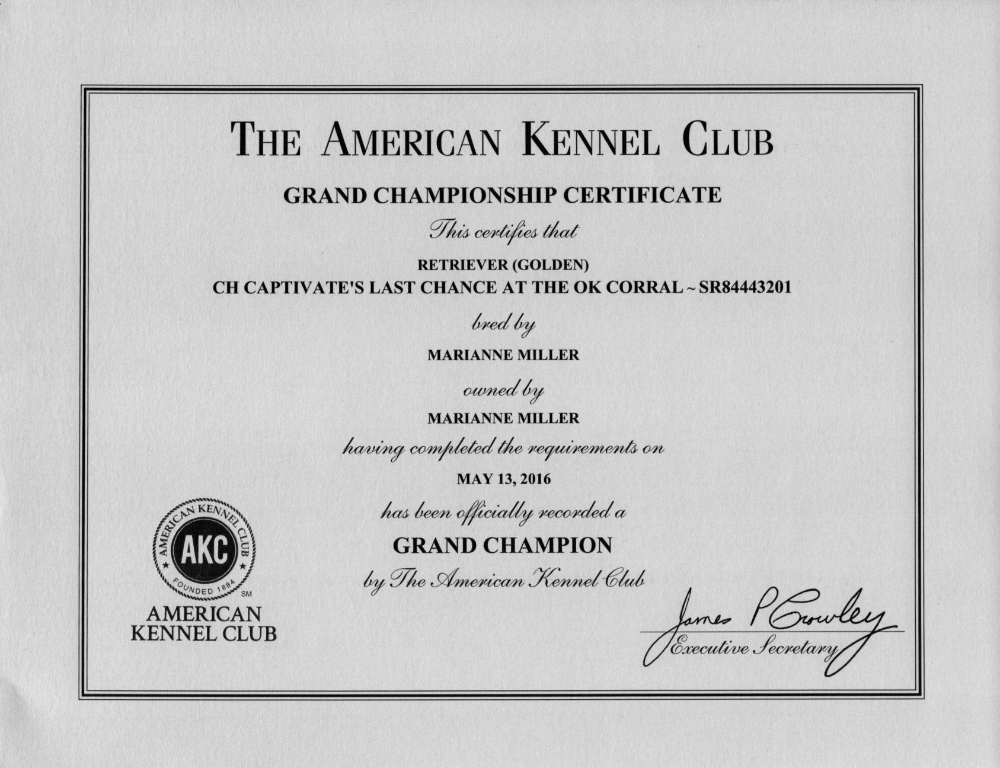 THE AMERICAN KENNEL CLUB
GRAND CHAMPIONSHIP CERTIFICATE
This certifies that
RETRIEVER (GOLDEN)
CH CAPTIVATE'S LAST CHANCE AT THE OK CORRAL ~ SR84443201
bred by
MARIANNE MILLER
owned by
MARIANNE MILLER
having completed the requirements on
MAY 13, 2016
has been officially recorded a
GRAND CHAMPION
by The American Kennel Club
AMERICAN KENNEL CLUB
AKC
FOUNDED 1884
SM
AMERICAN
KENNEL CLUB
James P Crowley
Executive Secretary